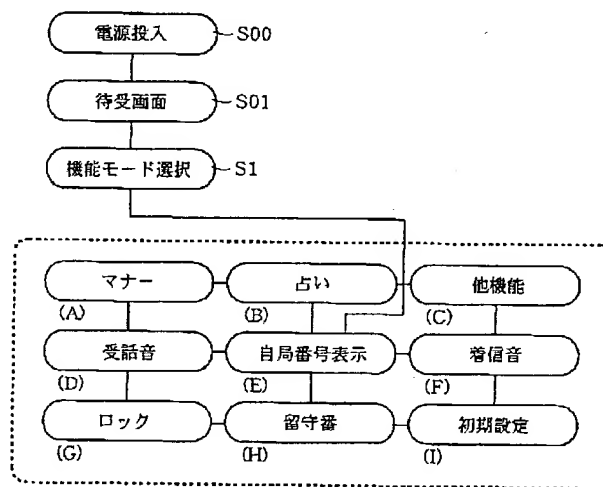 電源投入 S00
待受画面 S01
機能モード選択 S1
マナー 占い 他機能
(A) (B) (C)
受話音 自局番号表示 着信音
(D) (E) (F)
ロック 留守番 初期設定
(G) (H) (I)